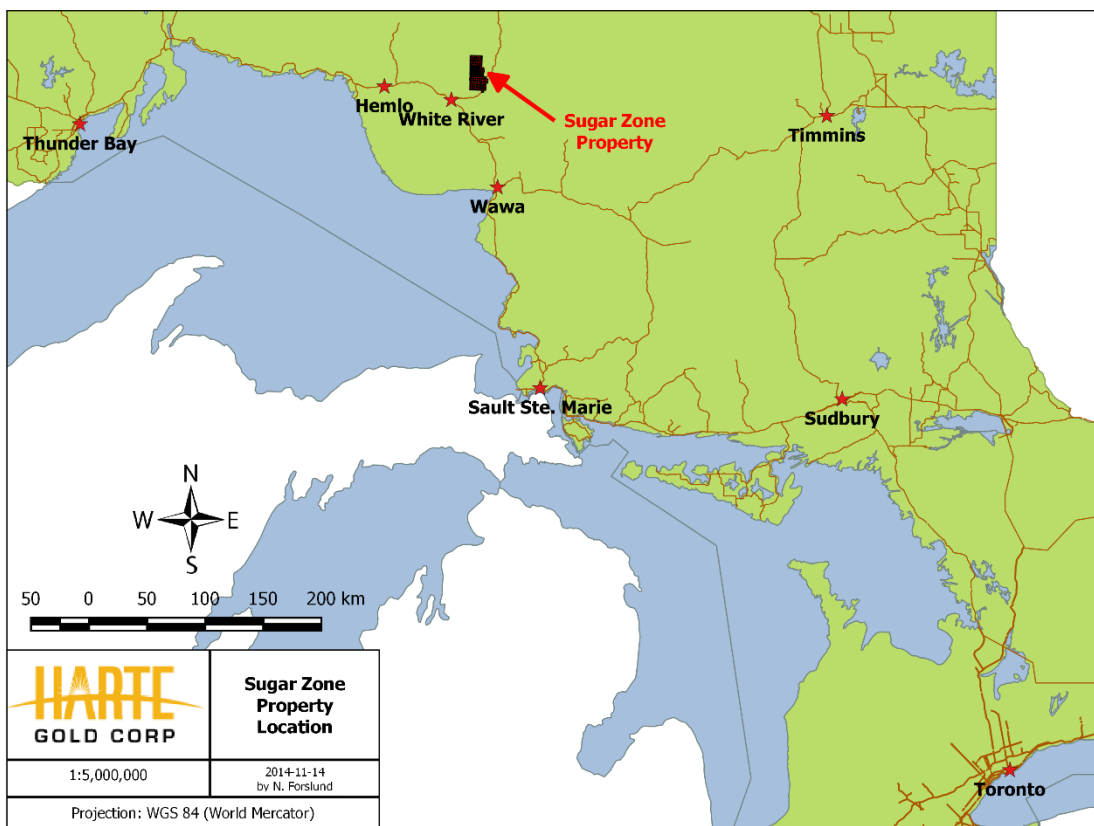 Hemlo
White River
Thunder Bay
Sugar Zone
Property
Timmins
Wawa
Sault Ste. Marie
Sudbury
N
W E
S
50 0 50 100 150 200 km
HARTE
GOLD CORP
Sugar Zone
Property
Location
1:5,000,000
2014-11-14
by N. Forslund
Projection: WGS 84 (World Mercator)
Toronto